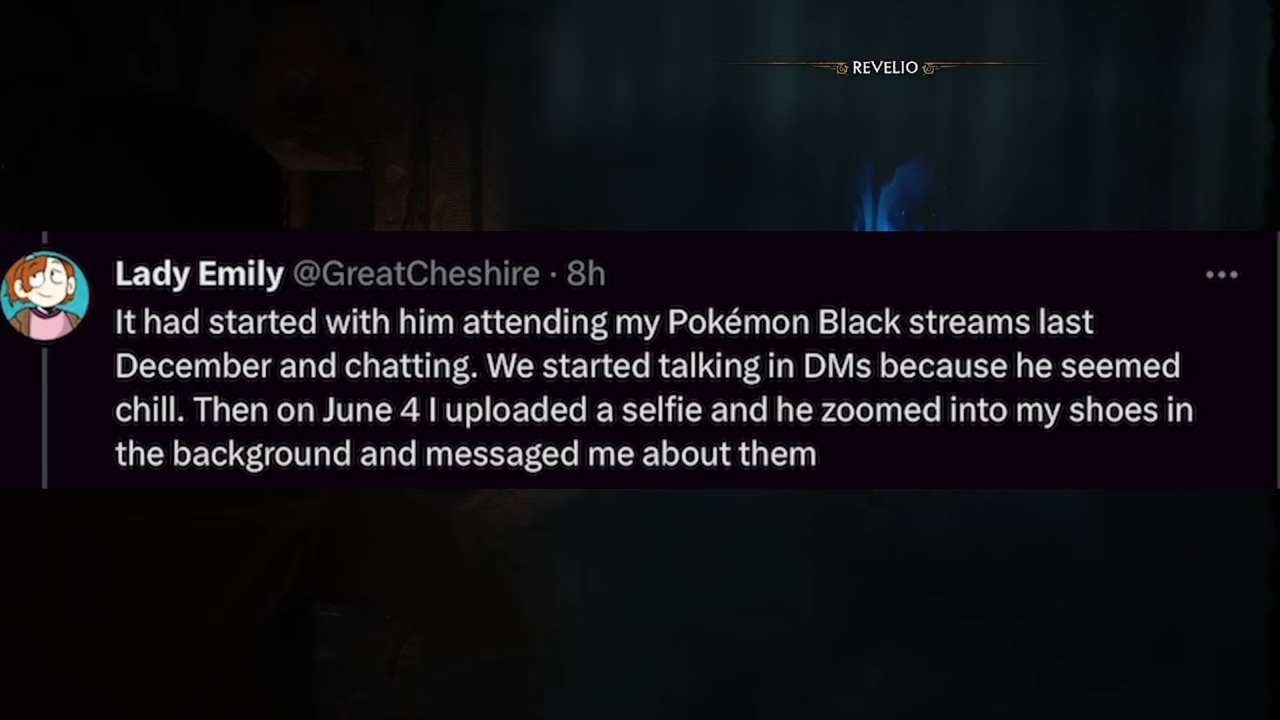 REVELIO
Lady Emily @GreatCheshire · 8h
It had started with him attending my Pokémon Black streams last
December and chatting. We started talking in DMs because he seemed
chill. Then on June 4 I uploaded a selfie and he zoomed into my shoes in
the background and messaged me about them